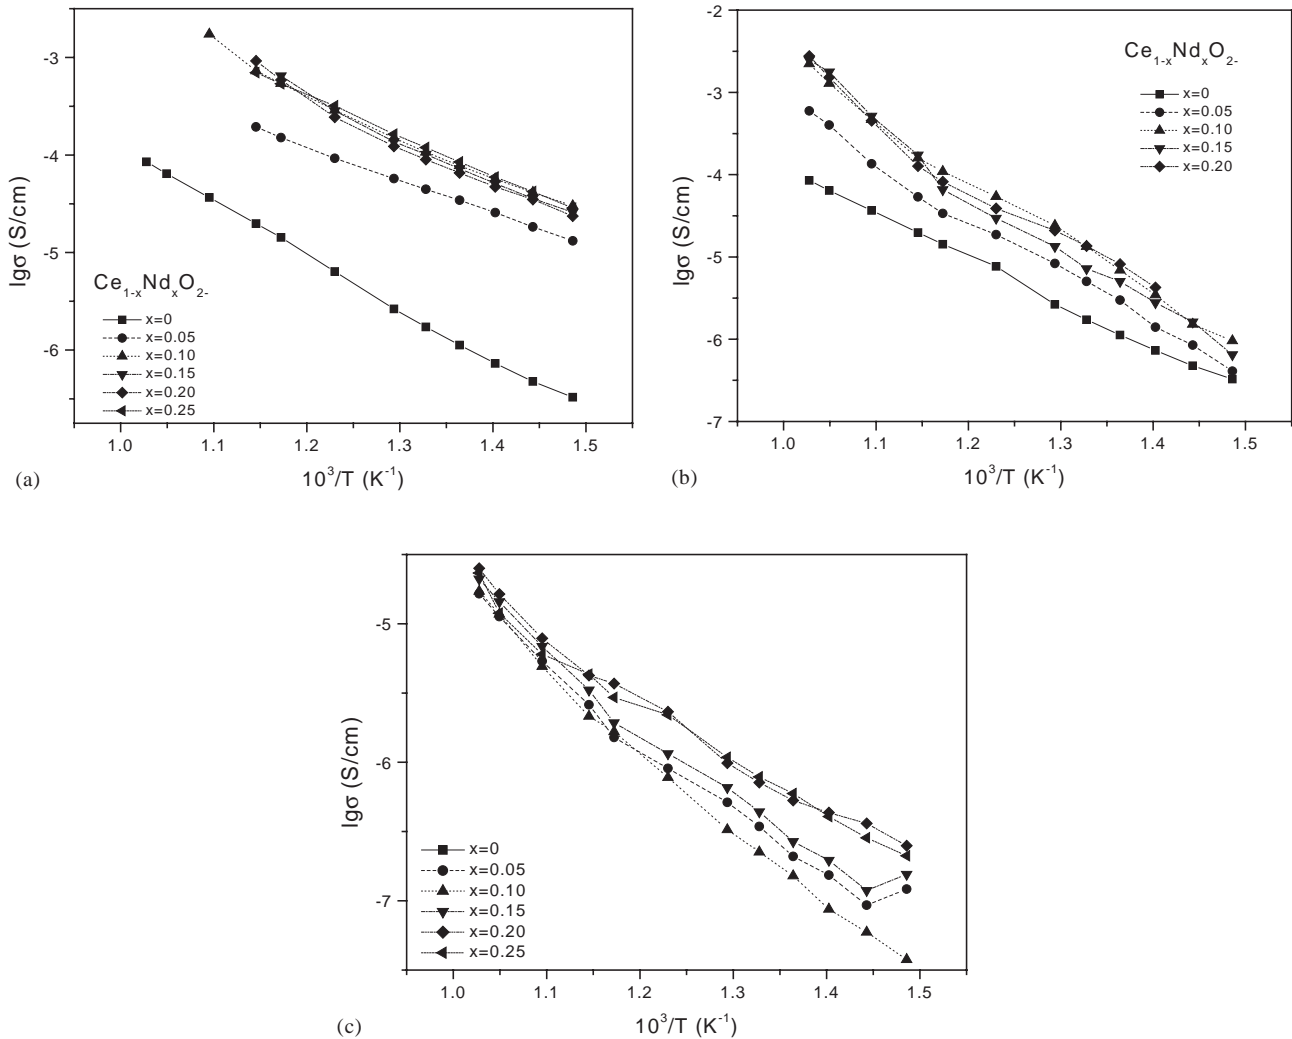 -3
-4
-5
-6
lgσ (S/cm)
Ce1-xNdxO2-
x=0
x=0.05
x=0.10
x=0.15
x=0.20
x=0.25
1.0 1.1 1.2 1.3 1.4 1.5
10³/T (K⁻¹)
(a)
-2
-3
-4
-5
-6
-7
lgσ (S/cm)
Ce1-xNdxO2-
x=0
x=0.05
x=0.10
x=0.15
x=0.20
1.0 1.1 1.2 1.3 1.4 1.5
10³/T (K⁻¹)
(b)
-5
-6
-7
lgσ (S/cm)
x=0
x=0.05
x=0.10
x=0.15
x=0.20
x=0.25
1.0 1.1 1.2 1.3 1.4 1.5
10³/T (K⁻¹)
(c)